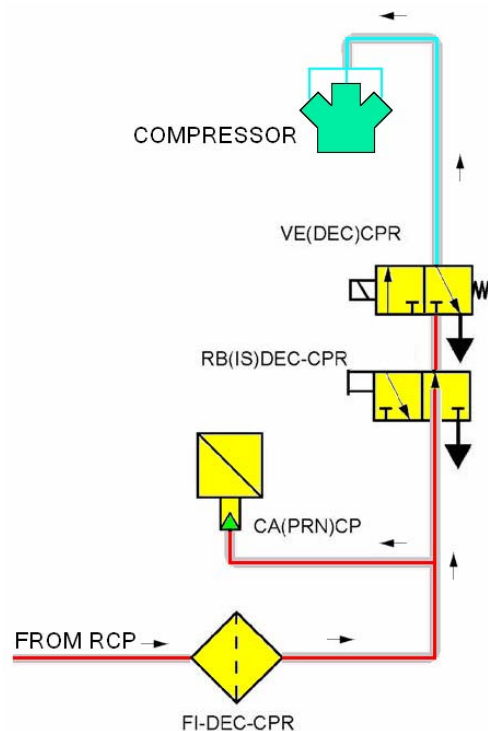 COMPRESSOR
VE(DEC)CPR
RB(IS)DEC-CPR
CA(PRN)CP
FROM RCP
FI-DEC-CPR